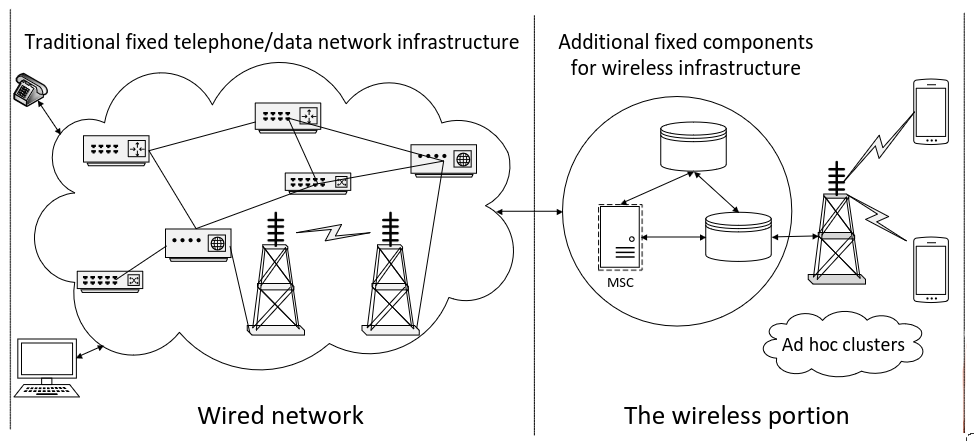 Traditional fixed telephone/data network infrastructure
Additional fixed components
for wireless infrastructure
MSC
Ad hoc clusters
Wired network
The wireless portion